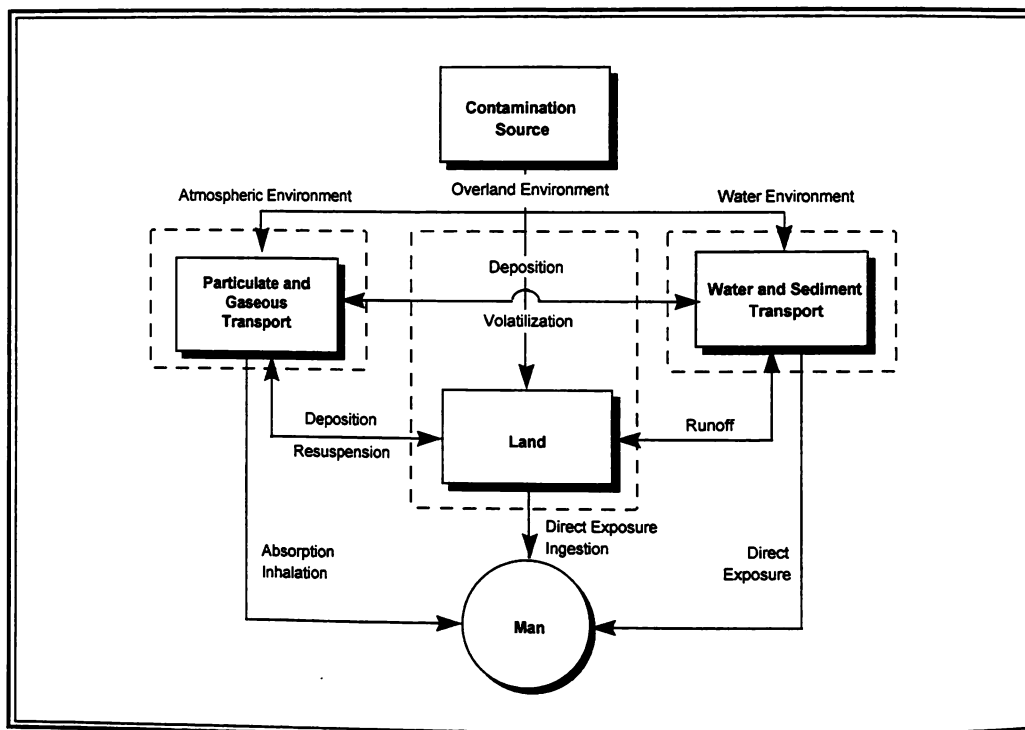 Contamination
Source
Atmospheric Environment
Overland Environment
Water Environment
Particulate and
Gaseous
Transport
Deposition
Volatilization
Water and Sediment
Transport
Deposition
Resuspension
Land
Runoff
Absorption
Inhalation
Direct Exposure
Ingestion
Direct
Exposure
Man